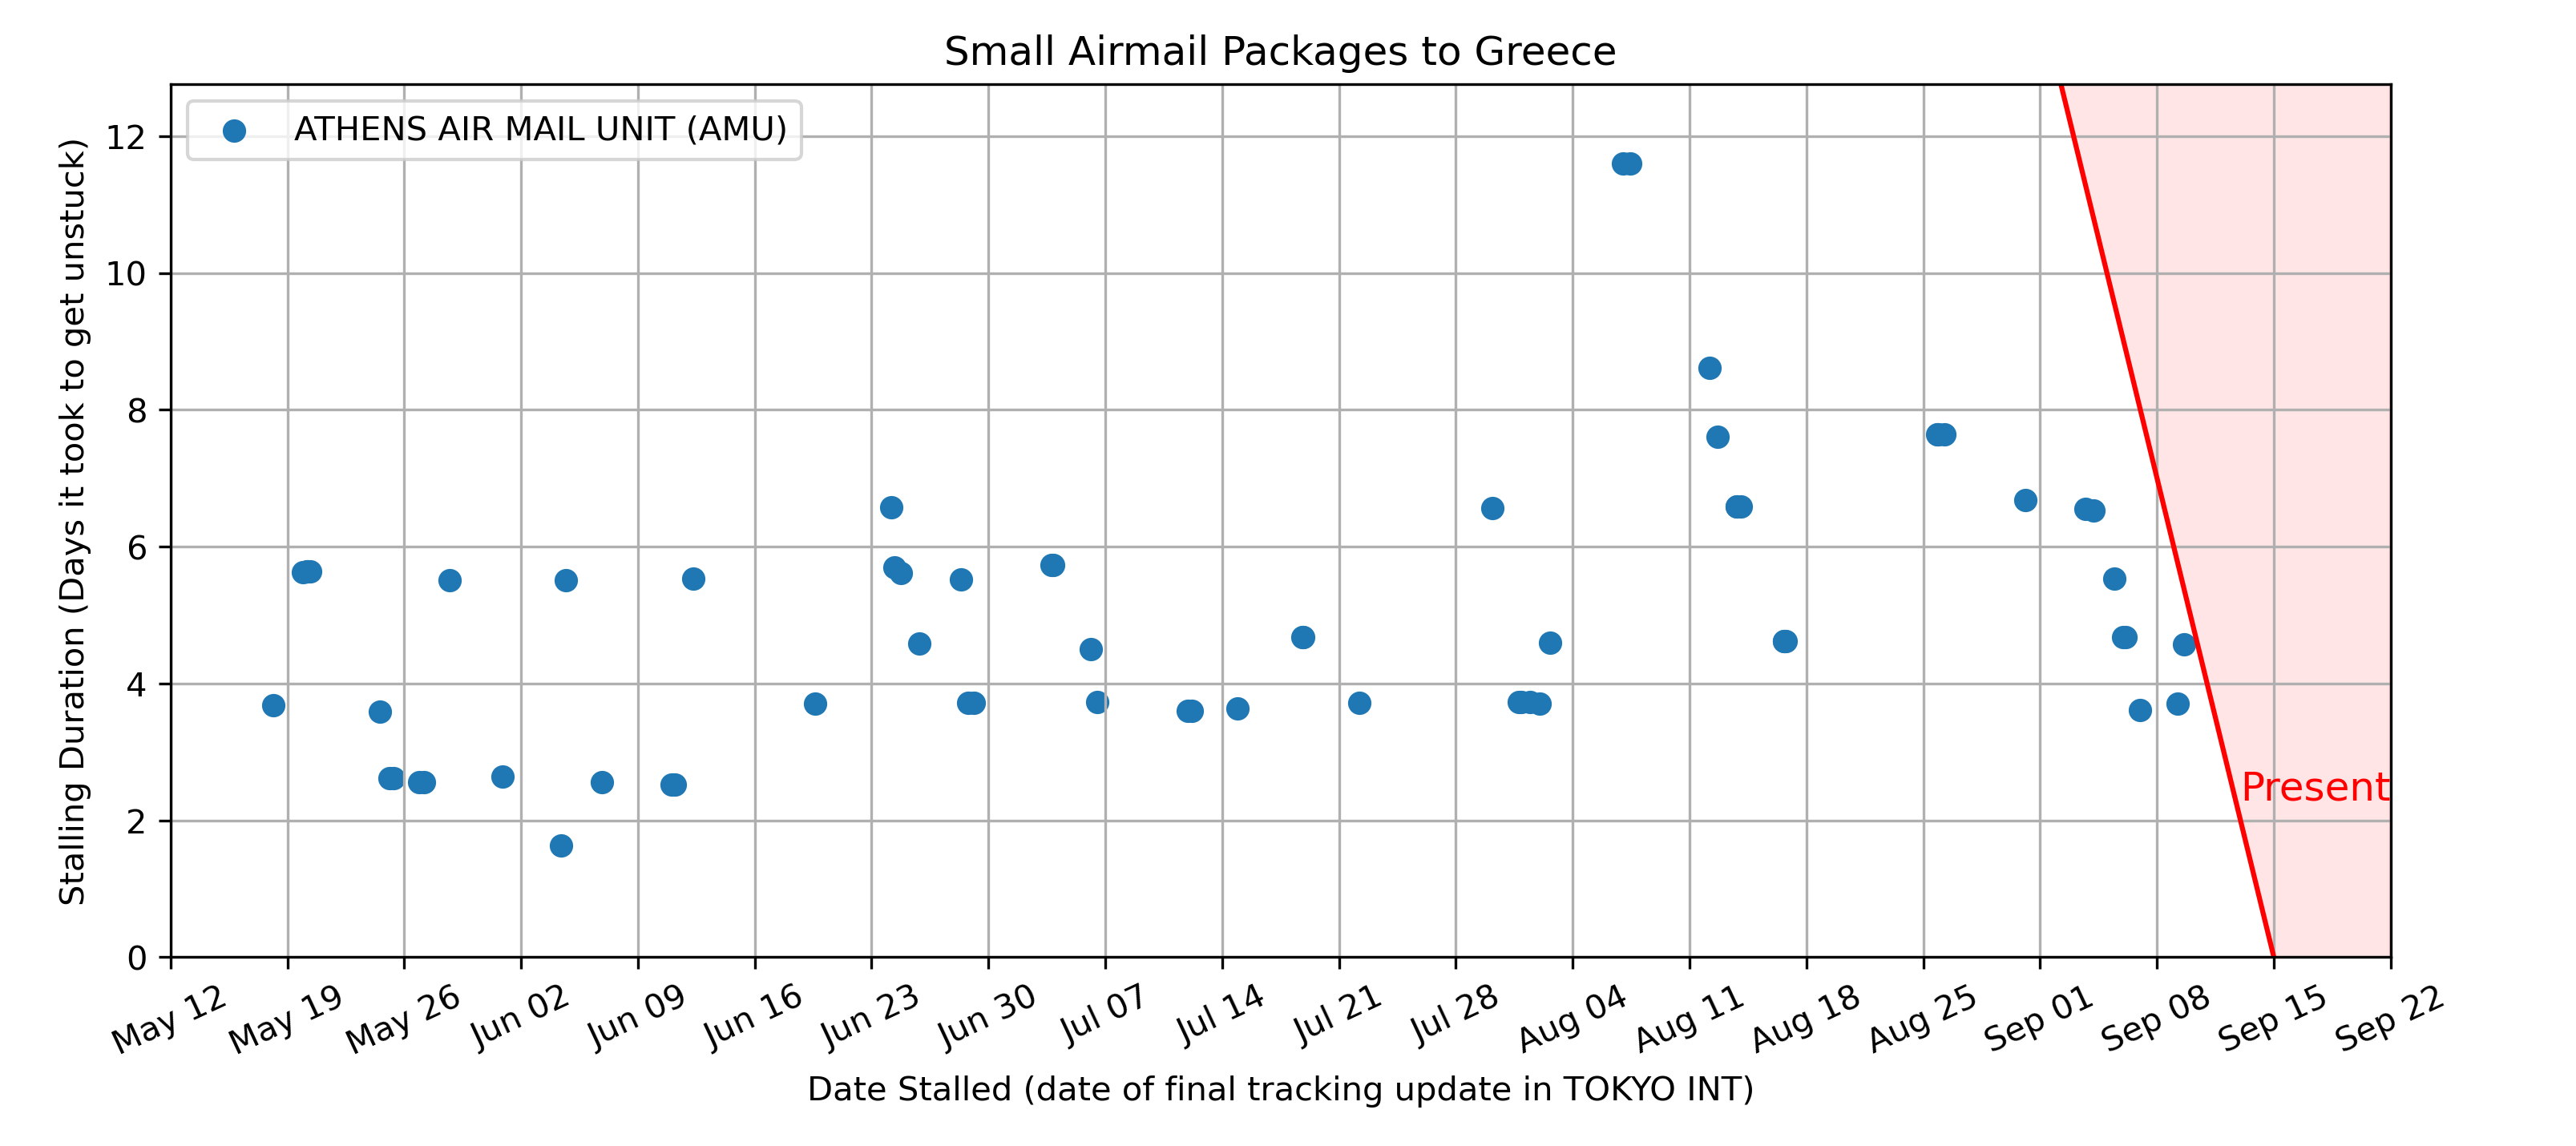 Small Airmail Packages to Greece
ATHENS AIR MAIL UNIT (AMU)
Stalling Duration (Days it took to get unstuck)
12
10
8
6
4
2
0
Present
May 12
May 19
May 26
Jun 02
Jun 09
Jun 16
Jun 23
Jun 30
Jul 07
Jul 14
Jul 21
Jul 28
Aug 04
Aug 11
Aug 18
Aug 25
Sep 01
Sep 08
Sep 15
Sep 22
Date Stalled (date of final tracking update in TOKYO INT)